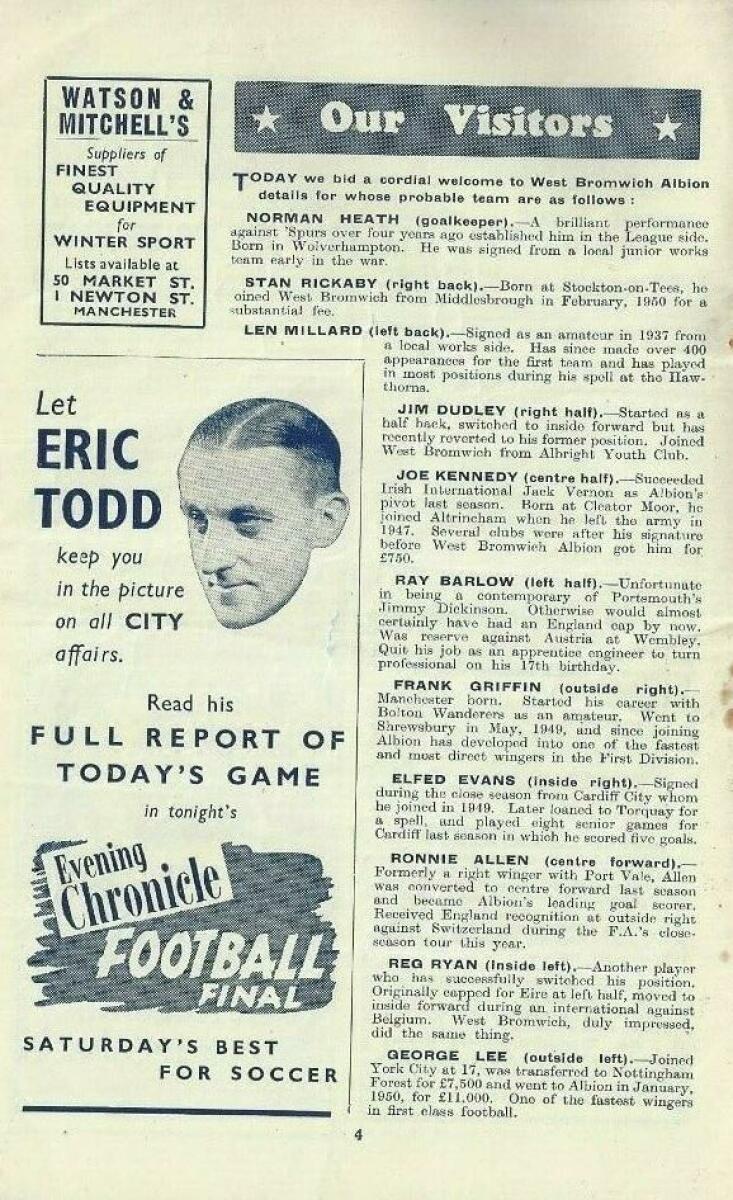 WATSON &
MITCHELL'S
Suppliers of
FINEST
QUALITY
EQUIPMENT
for
WINTER SPORT
Lists available at
50 MARKET ST.
1 NEWTON ST.
MANCHESTER
Our Visitors
TODAY we bid a cordial welcome to West Bromwich Albion
details for whose probable team are as follows :
NORMAN HEATH (goalkeeper).—A brilliant performance
against 'Spurs over four years ago established him in the League side.
Born in Wolverhampton. He was signed from a local junior works
team early in the war.
STAN RICKABY (right back).—Born at Stockton-on-Tees, he
oined West Bromwich from Middlesbrough in February, 1950 for a
substantial fee.
LEN MILLARD (left back).—Signed as an amateur in 1937 from
a local works side. Has since made over 400
appearances for the first team and has played
in most positions during his spell at the Haw-
thorns.
JIM DUDLEY (right half).—Started as a
half back, switched to inside forward but has
recently reverted to his former position. Joined
West Bromwich from Albright Youth Club.
JOE KENNEDY (centre half).—Succeeded
Irish International Jack Vernon as Albion's
pivot last season. Born at Cleator Moor, he
joined Altrincham when he left the army in
1947. Several clubs were after his signature
before West Bromwich Albion got him for
£750.
RAY BARLOW (left half).—Unfortunate
in being a contemporary of Portsmouth's
Jimmy Dickinson. Otherwise would almost
certainly have had an England cap by now.
Was reserve against Austria at Wembley.
Quit his job as an apprentice engineer to turn
professional on his 17th birthday.
FRANK GRIFFIN (outside right).—
Manchester born. Started his career with
Bolton Wanderers as an amateur. Went to
Shrewsbury in May, 1949, and since joining
Albion has developed into one of the fastest
and most direct wingers in the First Division.
ELFED EVANS (inside right).—Signed
during the close season from Cardiff City whom
he joined in 1949. Later loaned to Torquay for
a spell, and played eight senior games for
Cardiff last season in which he scored five goals.
RONNIE ALLEN (centre forward).—
Formerly a right winger with Port Vale, Allen
was converted to centre forward last season
and became Albion's leading goal scorer.
Received England recognition at outside right
against Switzerland during the F.A.'s close-
season tour this year.
REG RYAN (Inside left).—Another player
who has successfully switched his position.
Originally capped for Eire at left half, moved to
inside forward during an international against
Belgium. West Bromwich, duly impressed,
did the same thing.
GEORGE LEE (outside left).—Joined
York City at 17, was transferred to Nottingham
Forest for £7,500 and went to Albion in January,
1950, for £11,000. One of the fastest wingers
in first class football.
Let
ERIC
TODD
keep you
in the picture
on all CITY
affairs.
Read his
FULL REPORT OF
TODAY'S GAME
in tonight's
Evening
Chronicle
FOOTBALL
FINAL
SATURDAY'S BEST
FOR SOCCER
4